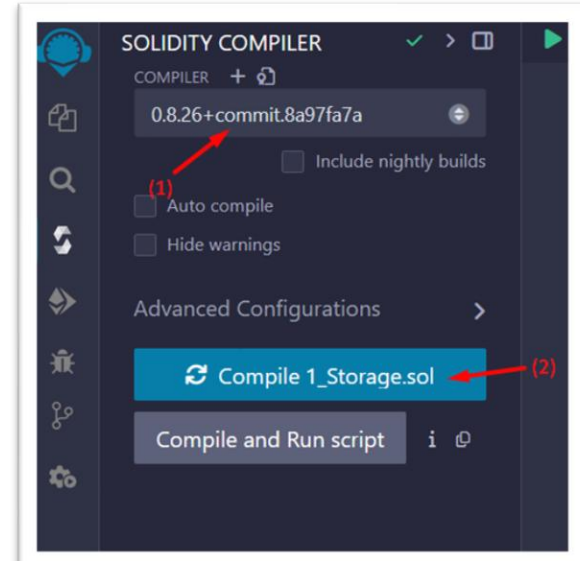 SOLIDITY COMPILER
COMPILER
0.8.26+commit.8a97fa7a
Include nightly builds
(1)
Auto compile
Hide warnings
Advanced Configurations
Compile 1_Storage.sol
(2)
Compile and Run script